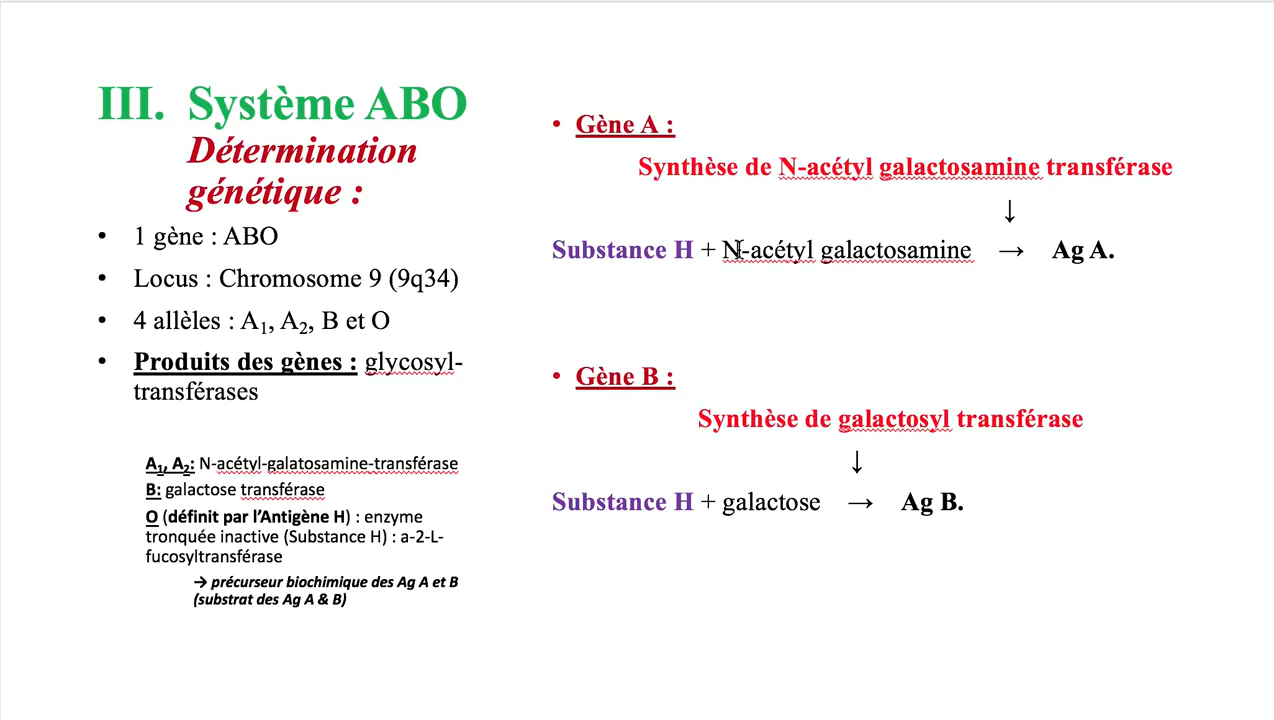 III. Système ABO
Détermination
génétique :
• 1 gène : ABO
• Locus : Chromosome 9 (9q34)
• 4 allèles : A₁, A₂, B et O
• Produits des gènes : glycosyl-
transférases
A₁, A₂: N-acétyl-galatosamine-transférase
B: galactose transférase
O (définit par l'Antigène H) : enzyme
tronquée inactive (Substance H) : a-2-L-
fucosyltransférase
→ précurseur biochimique des Ag A et B
(substrat des Ag A & B)
• Gène A :
Synthèse de N-acétyl galactosamine transférase
↓
Substance H + N-acétyl galactosamine → Ag A.
• Gène B :
Synthèse de galactosyl transférase
↓
Substance H + galactose → Ag B.